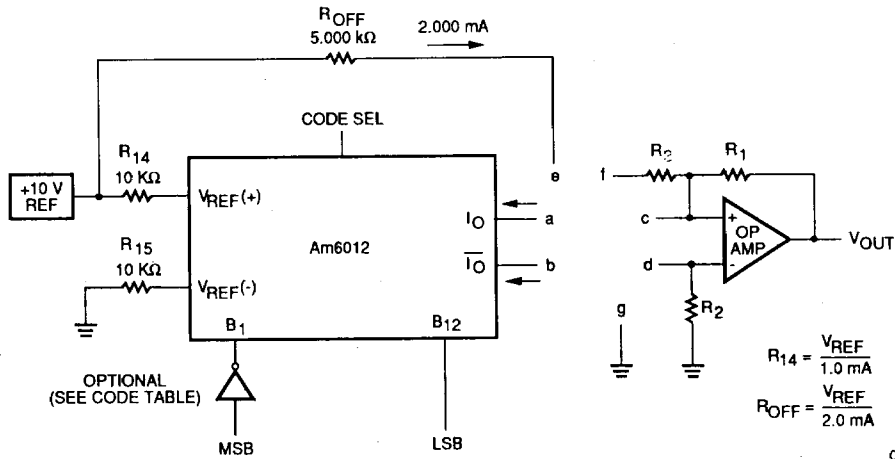 R_OFF
5.000 kΩ
2.000 mA
CODE SEL
R14
10 KΩ
+10 V
REF
VREF(+)
R15
10 KΩ
VREF(-)
Am6012
IO
a
IO
b
e
f
R2
R1
c
+
OP
AMP
-
d
VOUT
R2
g
B1
B12
OPTIONAL
(SEE CODE TABLE)
MSB
LSB
R14 = VREF
1.0 mA
ROFF = VREF
2.0 mA